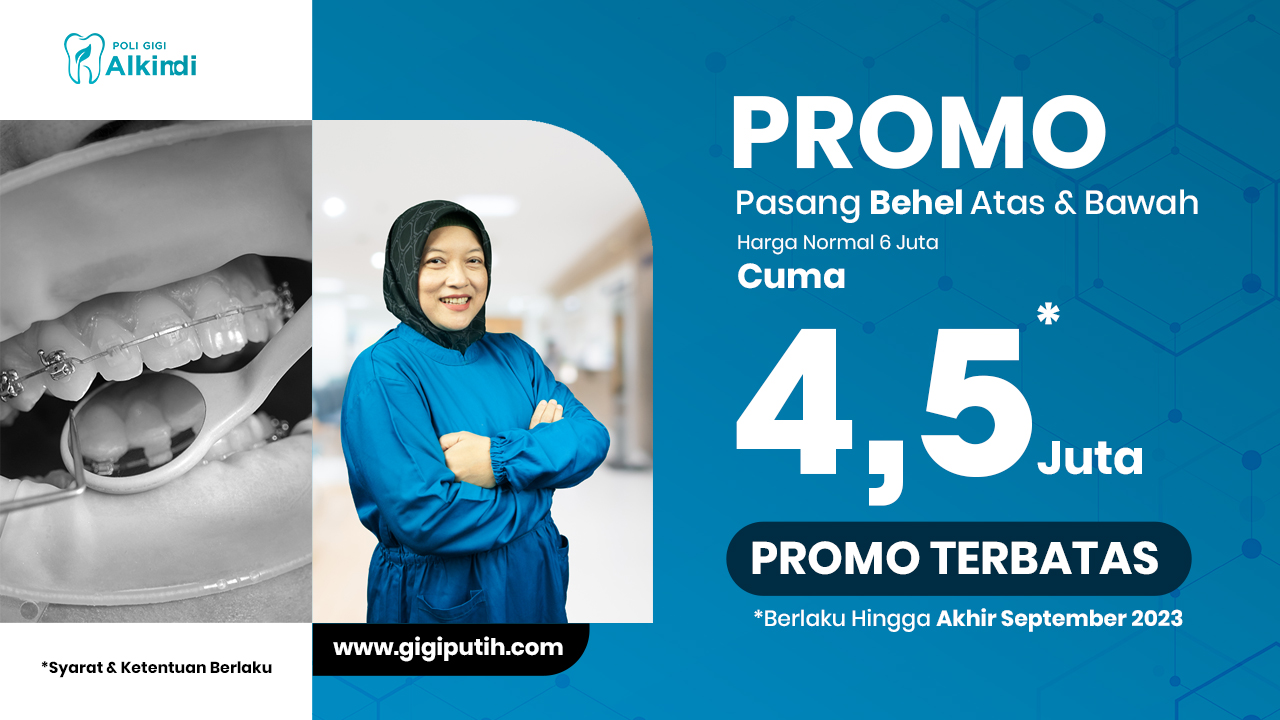 POLI GIGI
Alkindi
PROMO
Pasang Behel Atas & Bawah
Harga Normal 6 Juta
Cuma
4,5*
Juta
PROMO TERBATAS
*Berlaku Hingga Akhir September 2023
www.gigiputih.com
*Syarat & Ketentuan Berlaku